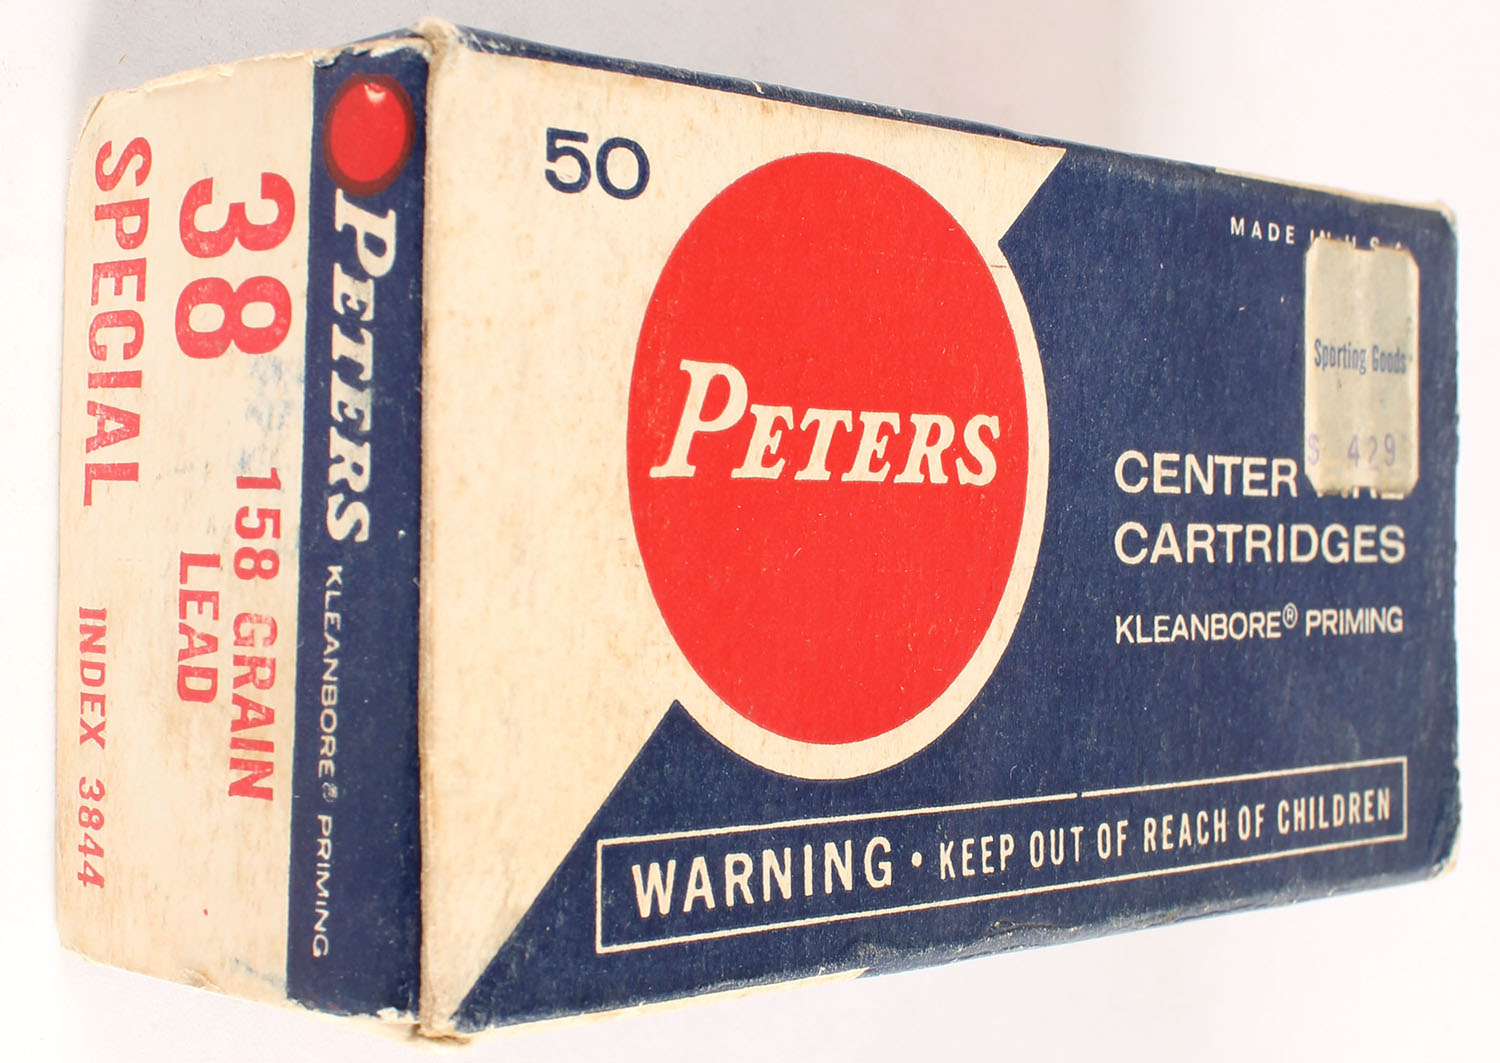 50
PETERS
MADE IN U.S.A.
Sporting Goods
$ 429
CENTER FIRE
CARTRIDGES
KLEANBORE® PRIMING
WARNING • KEEP OUT OF REACH OF CHILDREN
PETERS KLEANBORE® PRIMING
38
SPECIAL
158 GRAIN
LEAD
INDEX 3844